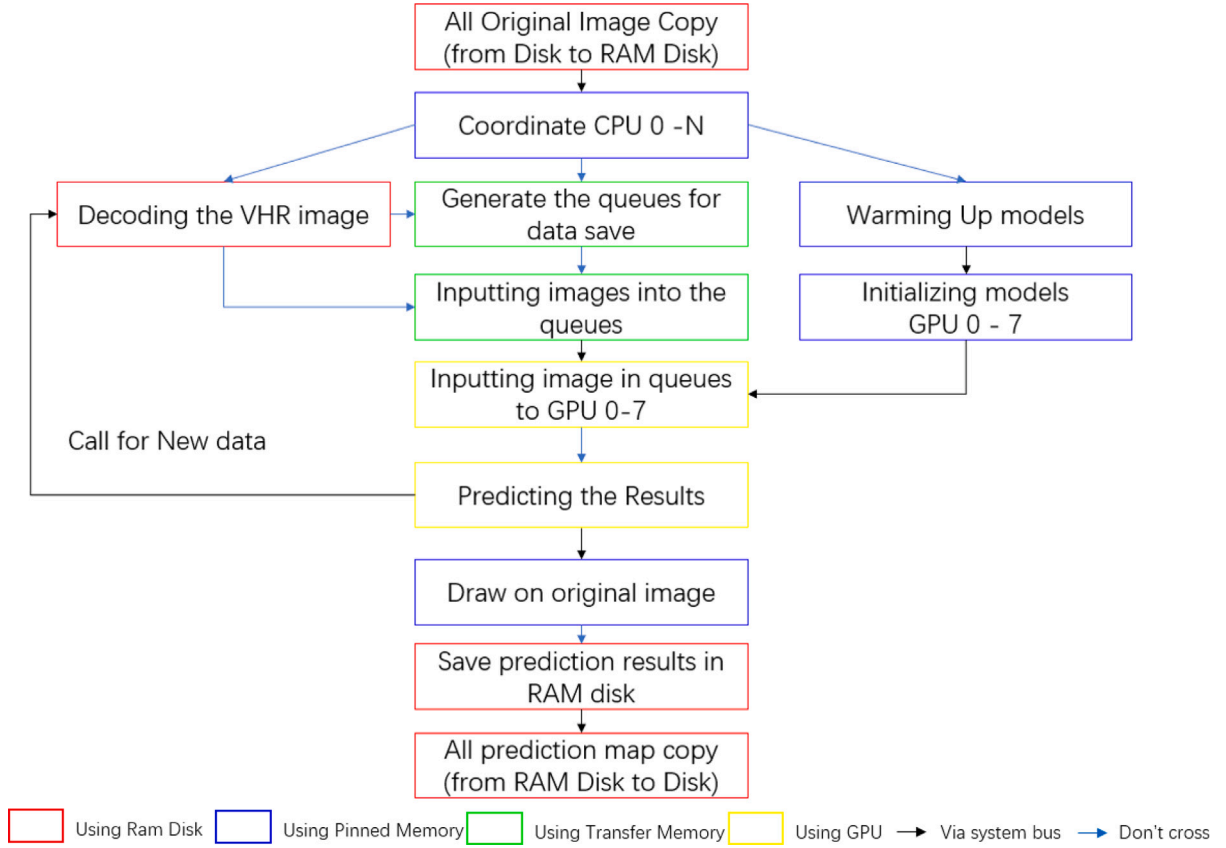 All Original Image Copy
(from Disk to RAM Disk)
Coordinate CPU 0 -N
Decoding the VHR image
Generate the queues for
data save
Warming Up models
Inputting images into the
queues
Initializing models
GPU 0 - 7
Inputting image in queues
to GPU 0-7
Call for New data
Predicting the Results
Draw on original image
Save prediction results in
RAM disk
All prediction map copy
(from RAM Disk to Disk)
Using Ram Disk
Using Pinned Memory
Using Transfer Memory
Using GPU
Via system bus
Don't cross